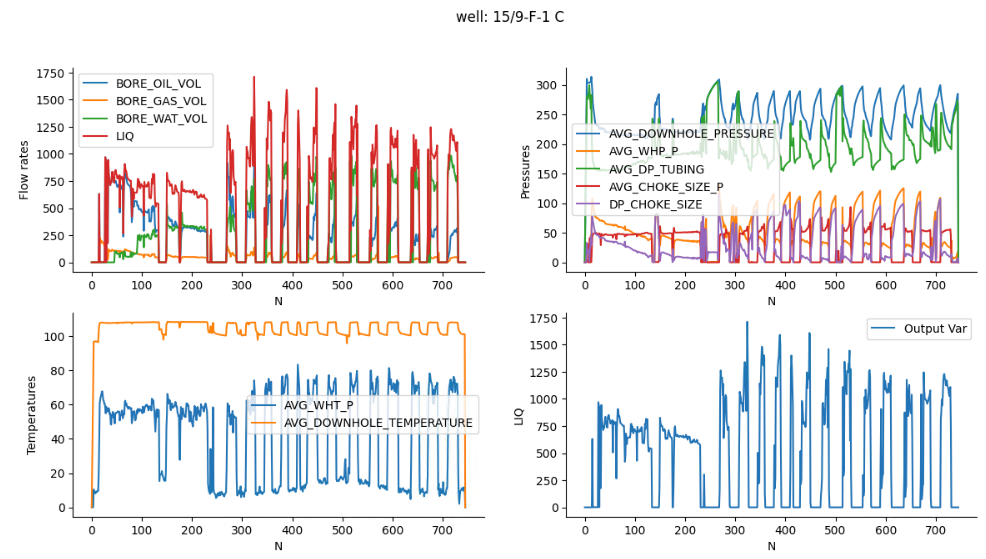 well: 15/9-F-1 C
1750
1500
1250
1000
750
500
250
0
Flow rates
BORE_OIL_VOL
BORE_GAS_VOL
BORE_WAT_VOL
LIQ
0 100 200 300 400 500 600 700
N
300
250
200
150
100
50
0
Pressures
AVG_DOWNHOLE_PRESSURE
AVG_WHP_P
AVG_DP_TUBING
AVG_CHOKE_SIZE_P
DP_CHOKE_SIZE
0 100 200 300 400 500 600 700
N
100
80
60
40
20
0
Temperatures
AVG_WHT_P
AVG_DOWNHOLE_TEMPERATURE
0 100 200 300 400 500 600 700
N
1750
1500
1250
1000
750
500
250
0
LIQ
Output Var
0 100 200 300 400 500 600 700
N